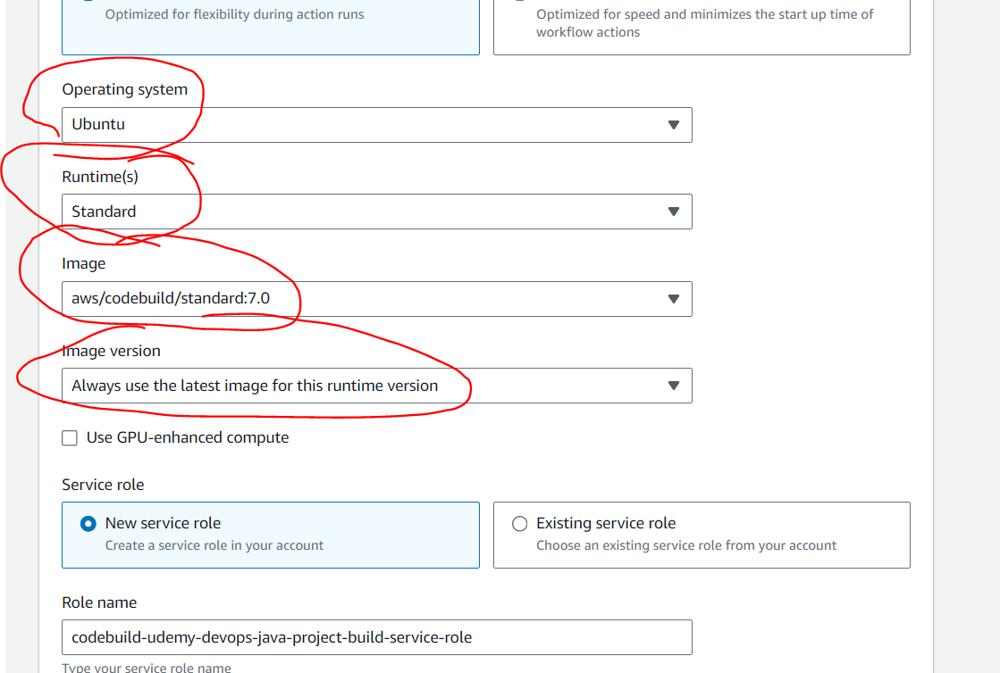 Optimized for flexibility during action runs
Optimized for speed and minimizes the start up time of
workflow actions
Operating system
Ubuntu
Runtime(s)
Standard
Image
aws/codebuild/standard:7.0
Image version
Always use the latest image for this runtime version
Use GPU-enhanced compute
Service role
New service role
Create a service role in your account
Existing service role
Choose an existing service role from your account
Role name
codebuild-udemy-devops-java-project-build-service-role
Type your service role name